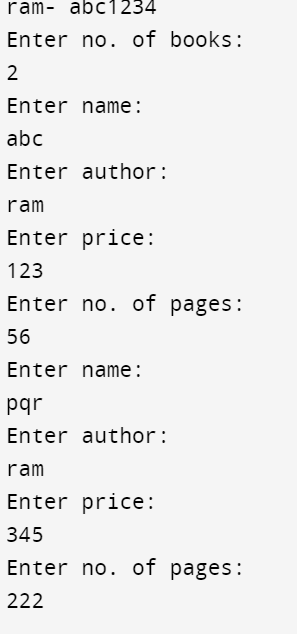 ram- abc1234
Enter no. of books:
2
Enter name:
abc
Enter author:
ram
Enter price:
123
Enter no. of pages:
56
Enter name:
pqr
Enter author:
ram
Enter price:
345
Enter no. of pages:
222